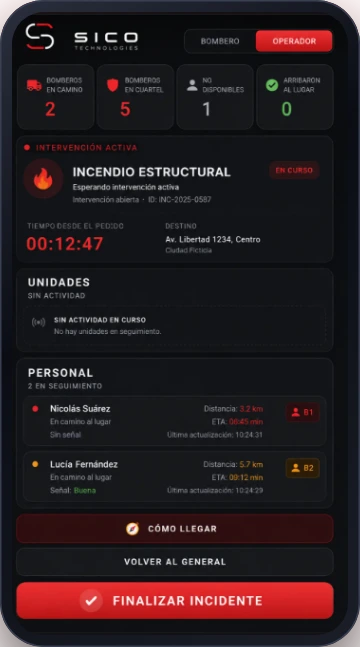 SICO
TECHNOLOGIES
BOMBERO
OPERADOR
BOMBEROS EN CAMINO
2
BOMBEROS EN CUARTEL
5
NO DISPONIBLES
1
ARRIBARON AL LUGAR
0
INTERVENCIÓN ACTIVA
INCENDIO ESTRUCTURAL
EN CURSO
Esperando intervención activa
Intervención abierta • ID: INC-2025-0587
TIEMPO DESDE EL PEDIDO
00:12:47
DESTINO
Av. Libertad 1234, Centro
Ciudad Ficticia
UNIDADES
SIN ACTIVIDAD
SIN ACTIVIDAD EN CURSO
No hay unidades en seguimiento.
PERSONAL
2 EN SEGUIMIENTO
Nicolás Suárez
En camino al lugar
Sin señal
Distancia: 3.2 km
ETA: 08:45 min
Última actualización: 10:24:31
B1
Lucía Fernández
En camino al lugar
Señal: Buena
Distancia: 5.7 km
ETA: 09:12 min
Última actualización: 10:24:29
B2
CÓMO LLEGAR
VOLVER AL GENERAL
FINALIZAR INCIDENTE